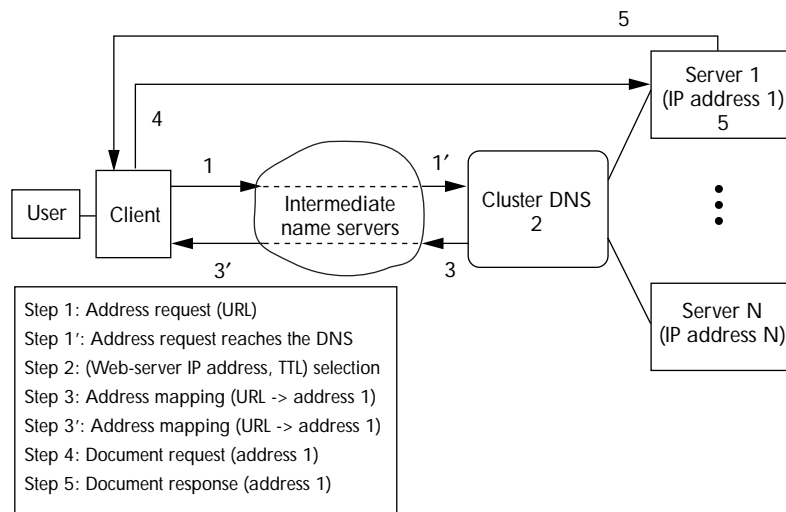 5
Server 1
(IP address 1)
5
4
1
1′
User
Client
Intermediate
name servers
Cluster DNS
2
3′
3
Server N
(IP address N)
Step 1: Address request (URL)
Step 1′: Address request reaches the DNS
Step 2: (Web-server IP address, TTL) selection
Step 3: Address mapping (URL -> address 1)
Step 3′: Address mapping (URL -> address 1)
Step 4: Document request (address 1)
Step 5: Document response (address 1)